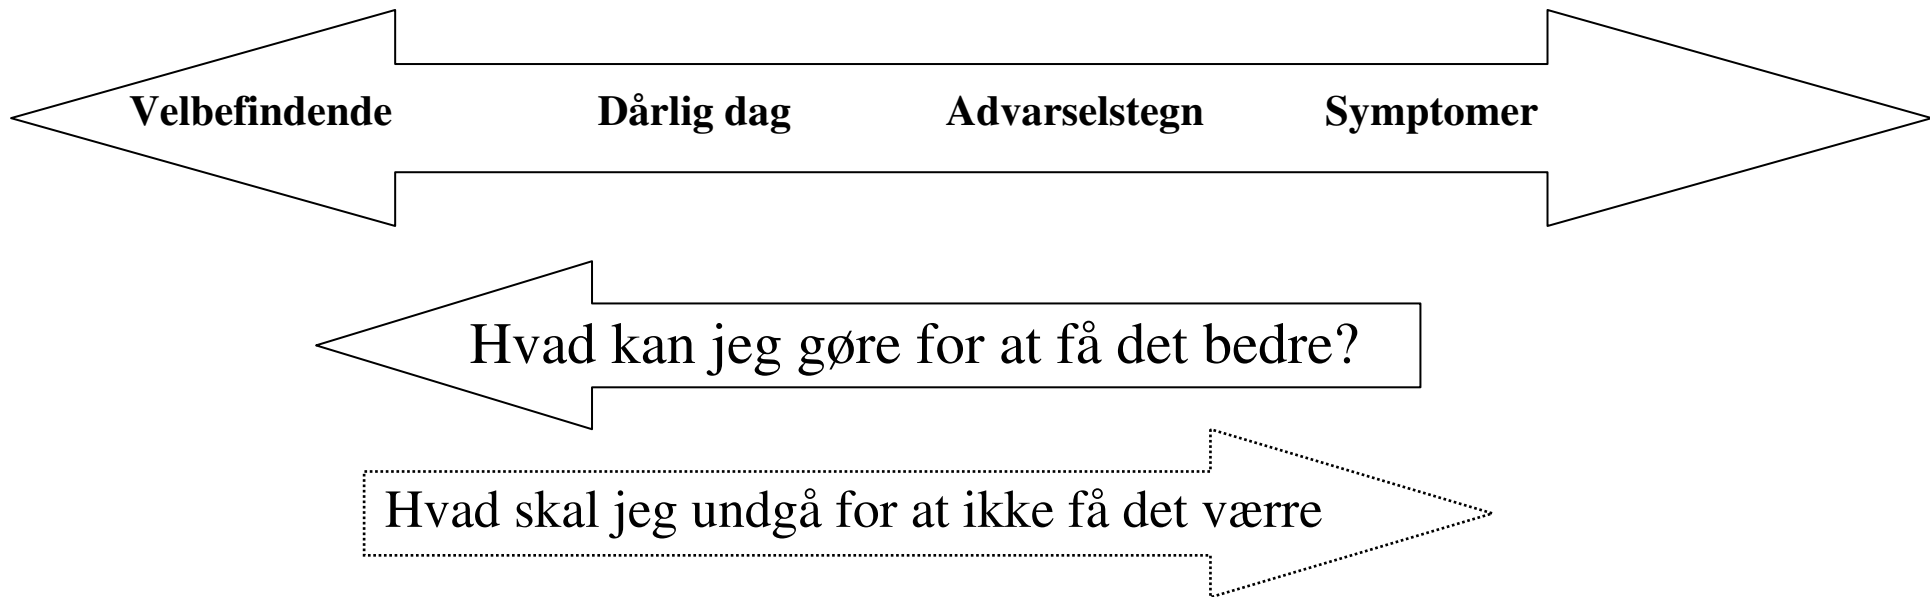 Velbefindende Dårlig dag Advarselstegn Symptomer
Hvad kan jeg gøre for at få det bedre?
Hvad skal jeg undgå for at ikke få det værre